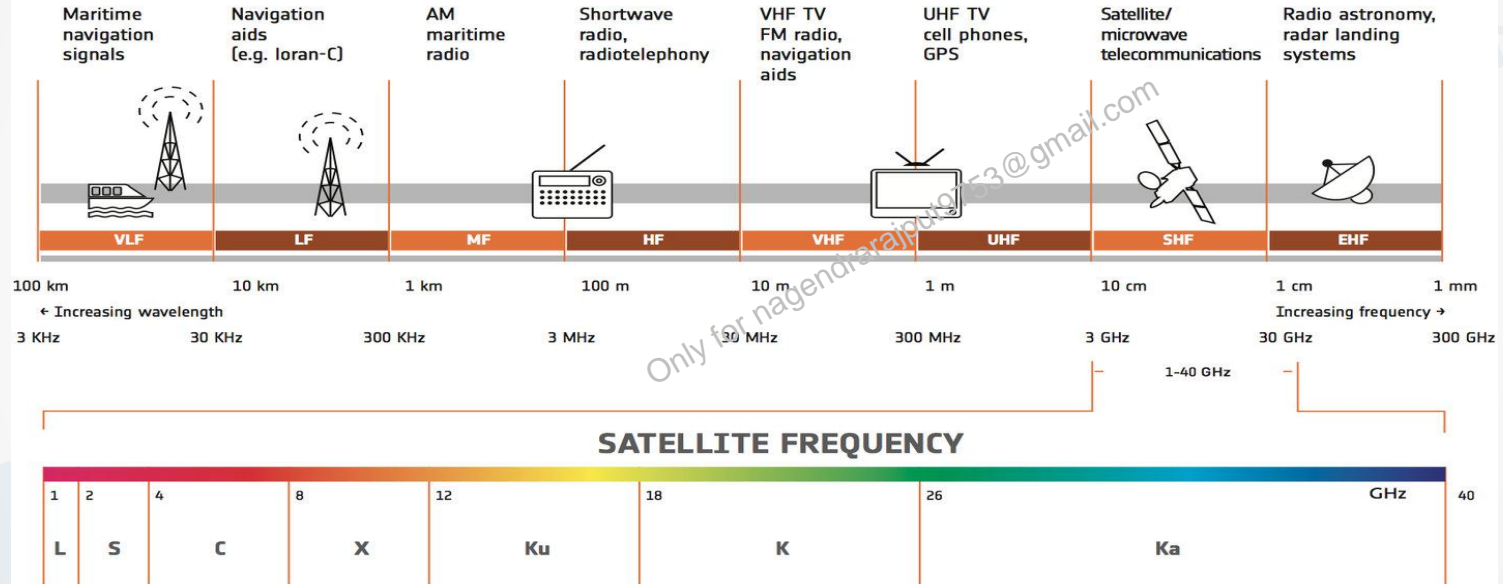 Maritime
navigation
signals
Navigation
aids
(e.g. loran-C)
AM
maritime
radio
Shortwave
radio,
radiotelephony
VHF TV
FM radio,
navigation
aids
UHF TV
cell phones,
GPS
Satellite/
microwave
telecommunications
Radio astronomy,
radar landing
systems
VLF LF MF HF VHF UHF SHF EHF
100 km 10 km 1 km 100 m 10 m 1 m 10 cm 1 cm 1 mm
← Increasing wavelength Increasing frequency →
3 KHz 30 KHz 300 KHz 3 MHz 30 MHz 300 MHz 3 GHz 30 GHz 300 GHz
1-40 GHz
Only for nagendrarajput9753@gmail.com
SATELLITE FREQUENCY
1 2 4 8 12 18 26 GHz 40
L S C X Ku K Ka